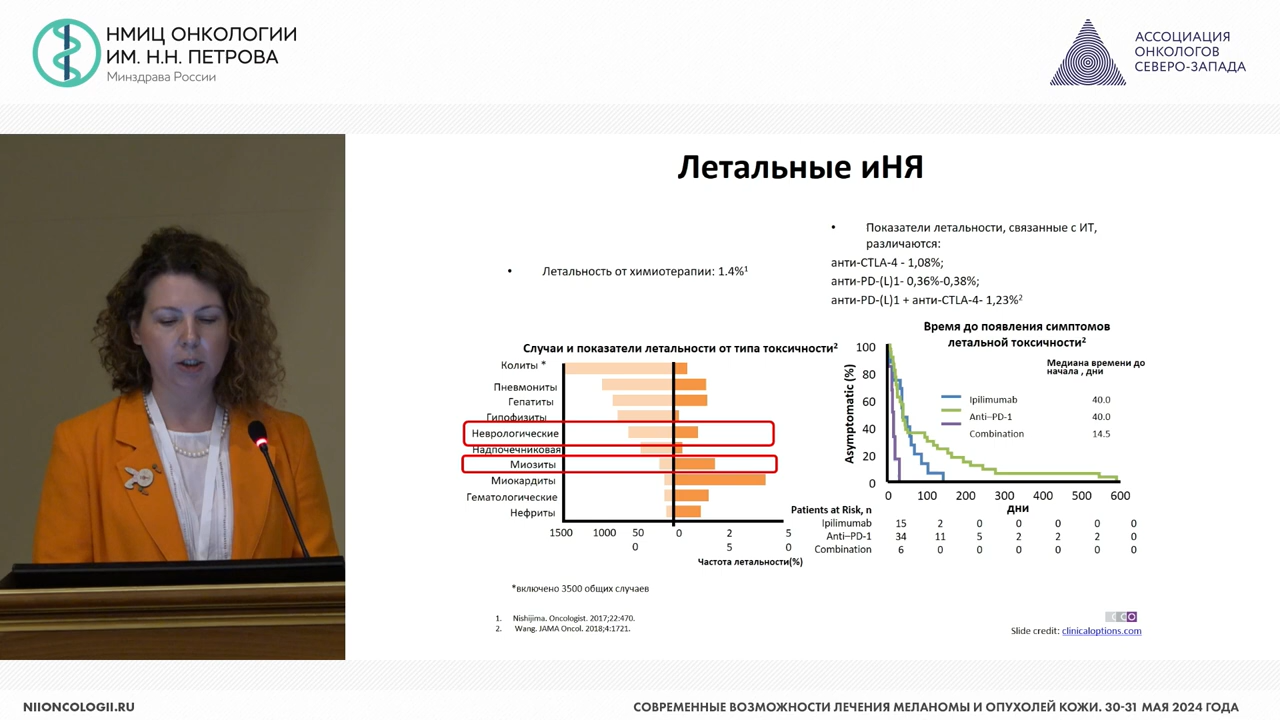 НМИЦ ОНКОЛОГИИ
ИМ. Н.Н. ПЕТРОВА
Минздрава России
АССОЦИАЦИЯ
ОНКОЛОГОВ
СЕВЕРО-ЗАПАДА
Летальные иНЯ
• Летальность от химиотерапии: 1.4%¹
• Показатели летальности, связанные с ИТ,
различаются:
анти-CTLA-4 - 1,08%;
анти-PD-(L)1- 0,36%-0,38%;
анти-PD-(L)1 + анти-CTLA-4- 1,23%²
Случаи и показатели летальности от типа токсичности²
Колиты *
Пневмониты
Гепатиты
Гипофизиты
Неврологические
Надпочечниковая
Миозиты
Миокардиты
Гематологические
Нефриты
1500 1000 50 0 2 5
0 5 0
Частота летальности(%)
*включено 3500 общих случаев
Время до появления симптомов
летальной токсичности²
Asymptomatic (%)
100
80
60
40
20
0
Медиана времени до
начала , дни
Ipilimumab 40.0
Anti–PD-1 40.0
Combination 14.5
0 100 200 300 400 500 600
дни
Patients at Risk, n
Ipilimumab 15 2 0 0 0 0 0
Anti–PD-1 34 11 5 2 2 2 0
Combination 6 0 0 0 0 0 0
1. Nishijima. Oncologist. 2017;22:470.
2. Wang. JAMA Oncol. 2018;4:1721.
CCO
Slide credit: clinicaloptions.com
NIIONCOLOGII.RU
СОВРЕМЕННЫЕ ВОЗМОЖНОСТИ ЛЕЧЕНИЯ МЕЛАНОМЫ И ОПУХОЛЕЙ КОЖИ. 30-31 МАЯ 2024 ГОДА